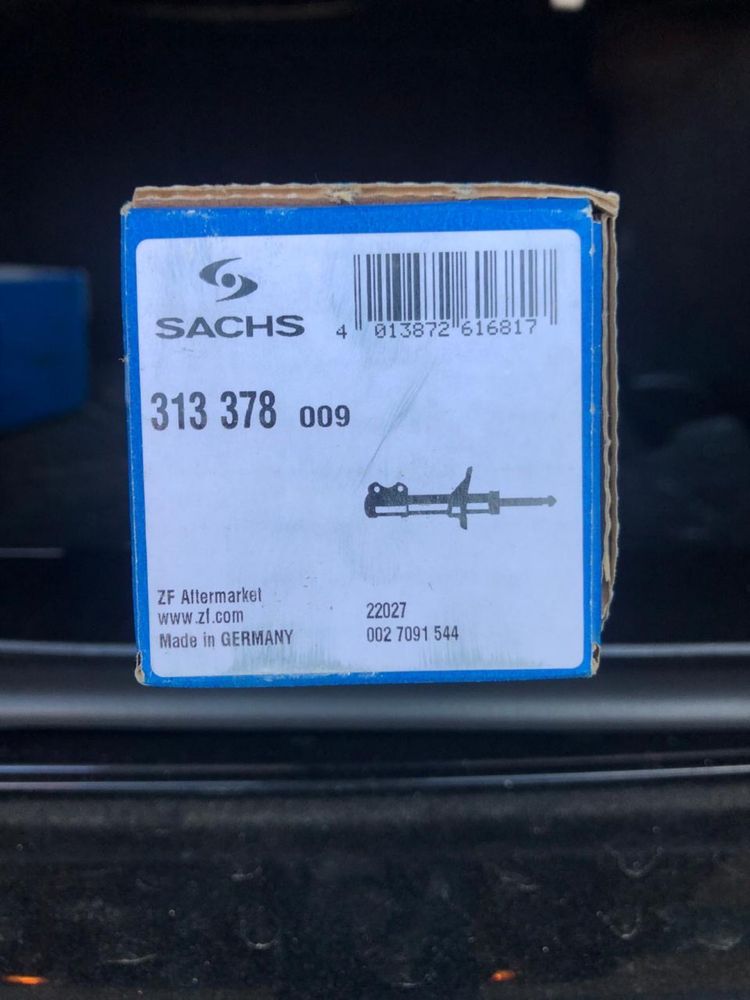 SACHS
4 013872 616817
313 378 009
ZF Aftermarket
www.zf.com
Made in GERMANY
22027
002 7091 544